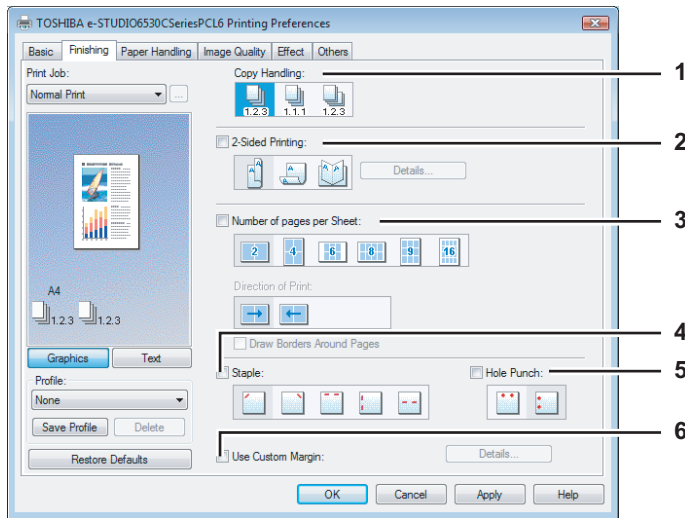 TOSHIBA e-STUDIO6530CSeriesPCL6 Printing Preferences
Basic Finishing Paper Handling Image Quality Effect Others
Print Job:
Normal Print
...
Copy Handling:
1
1.2.3 1.1.1 1.2.3
2-Sided Printing:
2
Details...
Number of pages per Sheet:
3
2 4 6 8 9 16
Direction of Print:
Draw Borders Around Pages
A4
1.2.3 1.2.3
Graphics Text
4
Staple:
Hole Punch:
5
Profile:
None
Save Profile Delete
Restore Defaults
6
Use Custom Margin:
Details...
OK Cancel Apply Help